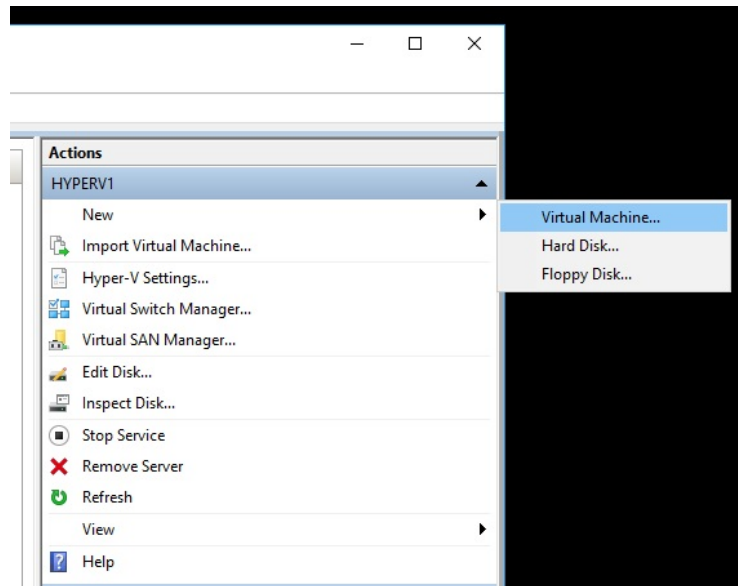 Actions
HYPERV1
New
Virtual Machine...
Hard Disk...
Floppy Disk...
Import Virtual Machine...
Hyper-V Settings...
Virtual Switch Manager...
Virtual SAN Manager...
Edit Disk...
Inspect Disk...
Stop Service
Remove Server
Refresh
View
Help